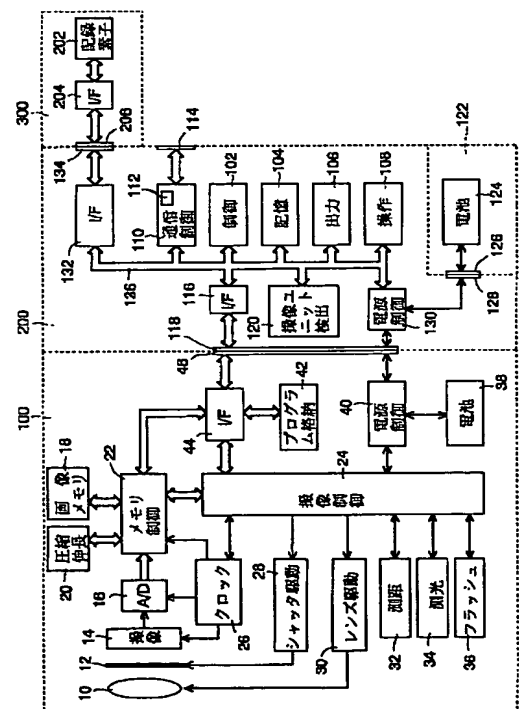 100
200
300
10
12
14
撮像
16
A/D
18
画像
メモリ
20
圧縮
伸長
22
メモリ
制御
24
撮像制御
26
クロック
28
シャッタ駆動
30
レンズ駆動
32
測距
34
測光
36
フラッシュ
38
電池
40
電源
制御
42
プログラ
ム格納
44
I/F
48
118
116
I/F
120
撮像ユ
ニット
検出
130
電源
制御
136
132
I/F
110
通信
制御
112
114
102
制御
104
記憶
106
出力
108
操作
122
124
電池
126
128
134
206
204
I/F
202
記録
素子